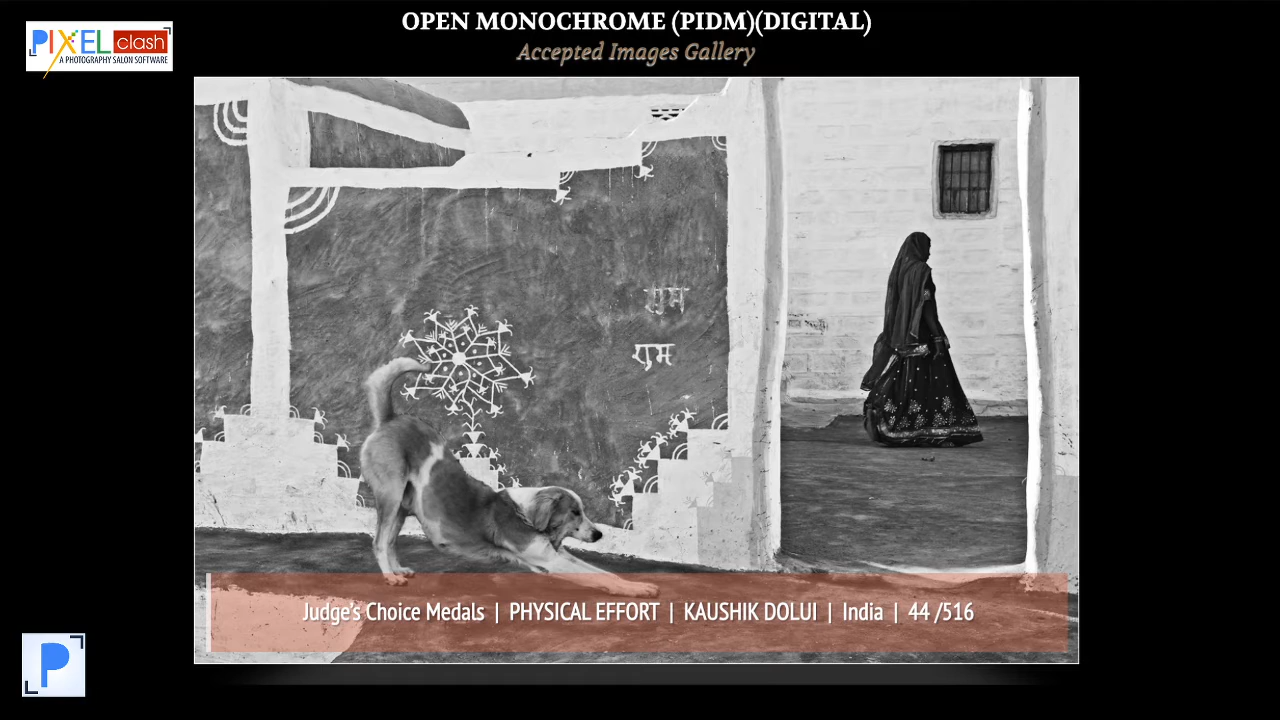 OPEN MONOCHROME (PIDM)(DIGITAL)
Accepted Images Gallery
PIXEL clash
A PHOTOGRAPHY SALON SOFTWARE
राम
राम
Judge's Choice Medals | PHYSICAL EFFORT | KAUSHIK DOLUI | India | 44 /516
P